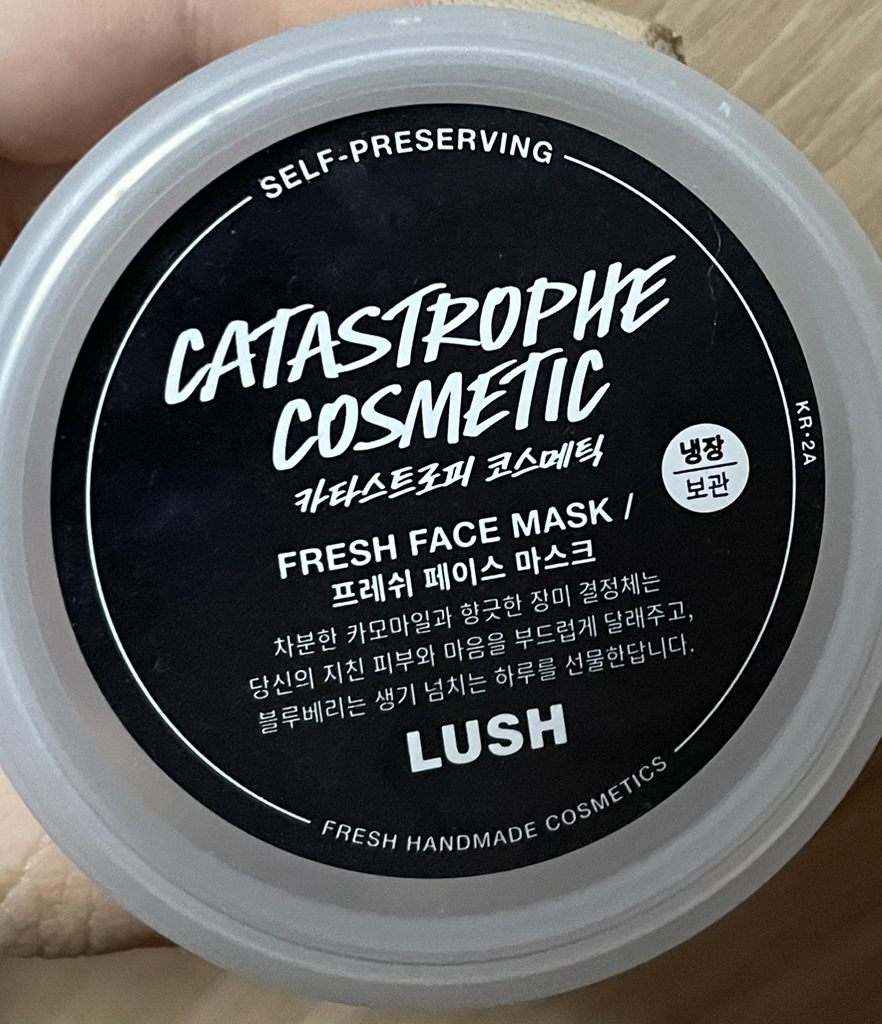 SELF-PRESERVING
CATASTROPHE
COSMETIC
카타스트로피 코스메틱
냉장
보관
KR·2A
FRESH FACE MASK /
프레쉬 페이스 마스크
차분한 카모마일과 향긋한 장미 결정체는
당신의 지친 피부와 마음을 부드럽게 달래주고,
블루베리는 생기 넘치는 하루를 선물한답니다.
LUSH
FRESH HANDMADE COSMETICS